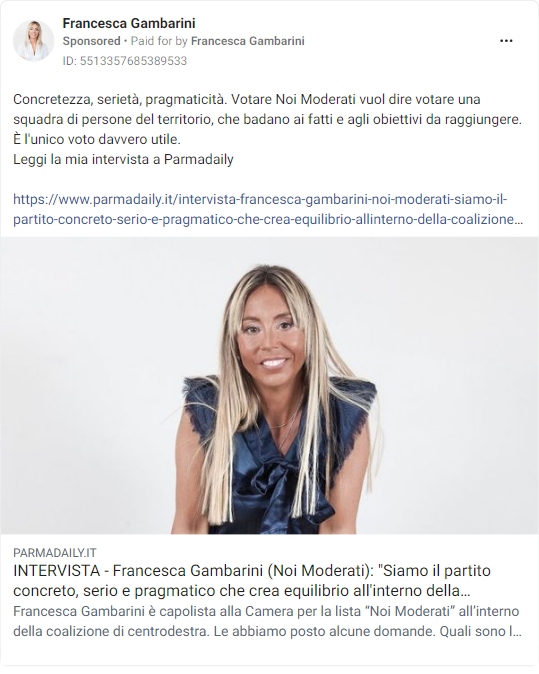 Francesca Gambarini
Sponsored • Paid for by Francesca Gambarini
ID: 5513357685389533
Concretezza, serietà, pragmaticità. Votare Noi Moderati vuol dire votare una
squadra di persone del territorio, che badano ai fatti e agli obiettivi da raggiungere.
È l'unico voto davvero utile.
Leggi la mia intervista a Parmadaily
https://www.parmadaily.it/intervista-francesca-gambarini-noi-moderati-siamo-il-
partito-concreto-serio-e-pragmatico-che-crea-equilibrio-allinterno-della-coalizione...
PARMADAILY.IT
INTERVISTA - Francesca Gambarini (Noi Moderati): "Siamo il partito
concreto, serio e pragmatico che crea equilibrio all'interno della...
Francesca Gambarini è capolista alla Camera per la lista “Noi Moderati” all’interno
della coalizione di centrodestra. Le abbiamo posto alcune domande. Quali sono l...